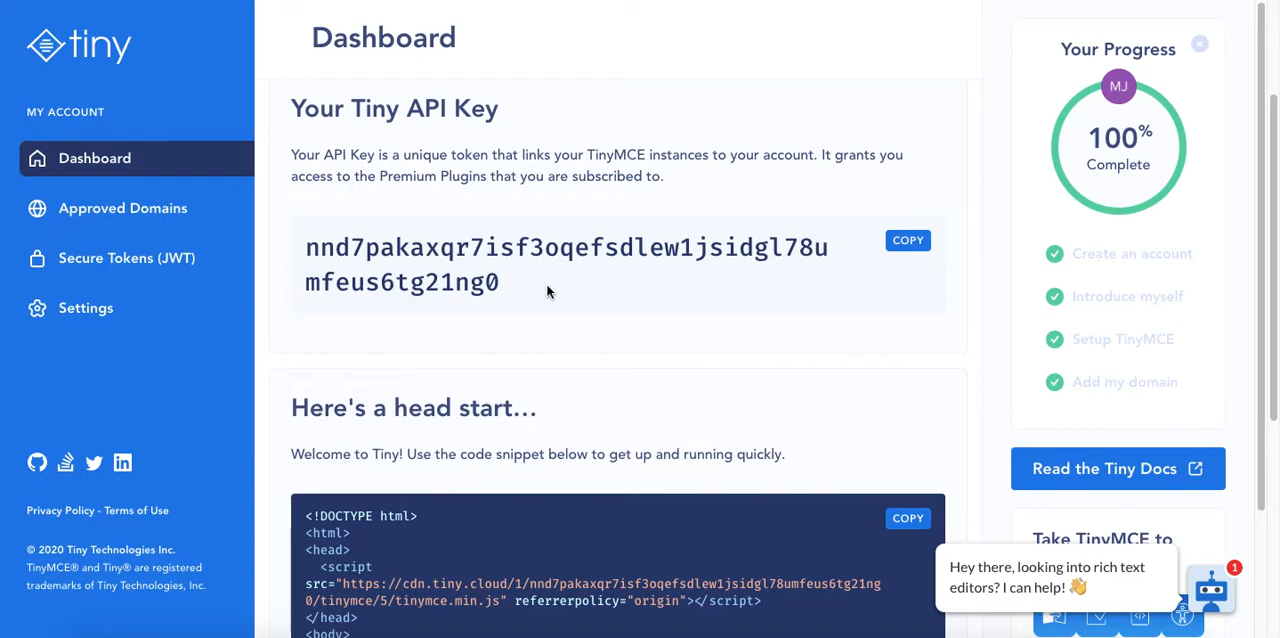 tiny
MY ACCOUNT
Dashboard
Approved Domains
Secure Tokens (JWT)
Settings
Privacy Policy - Terms of Use
© 2020 Tiny Technologies Inc.
TinyMCE® and Tiny® are registered
trademarks of Tiny Technologies, Inc.
Dashboard
Your Tiny API Key
Your API Key is a unique token that links your TinyMCE instances to your account. It grants you
access to the Premium Plugins that you are subscribed to.
nnd7pakaxqr7isf3oqefsdlew1jsidgl78u
mfeus6tg21ng0
COPY
Here's a head start...
Welcome to Tiny! Use the code snippet below to get up and running quickly.
COPY
<!DOCTYPE html>
<html>
<head>
<script
src="https://cdn.tiny.cloud/1/nnd7pakaxqr7isf3oqefsdlew1jsidgl78umfeus6tg21ng
0/tinymce/5/tinymce.min.js" referrerpolicy="origin"></script>
</head>
<body>
Your Progress
MJ
100%
Complete
Create an account
Introduce myself
Setup TinyMCE
Add my domain
Read the Tiny Docs
Take TinyMCE to
Hey there, looking into rich text
editors? I can help! 👋
1